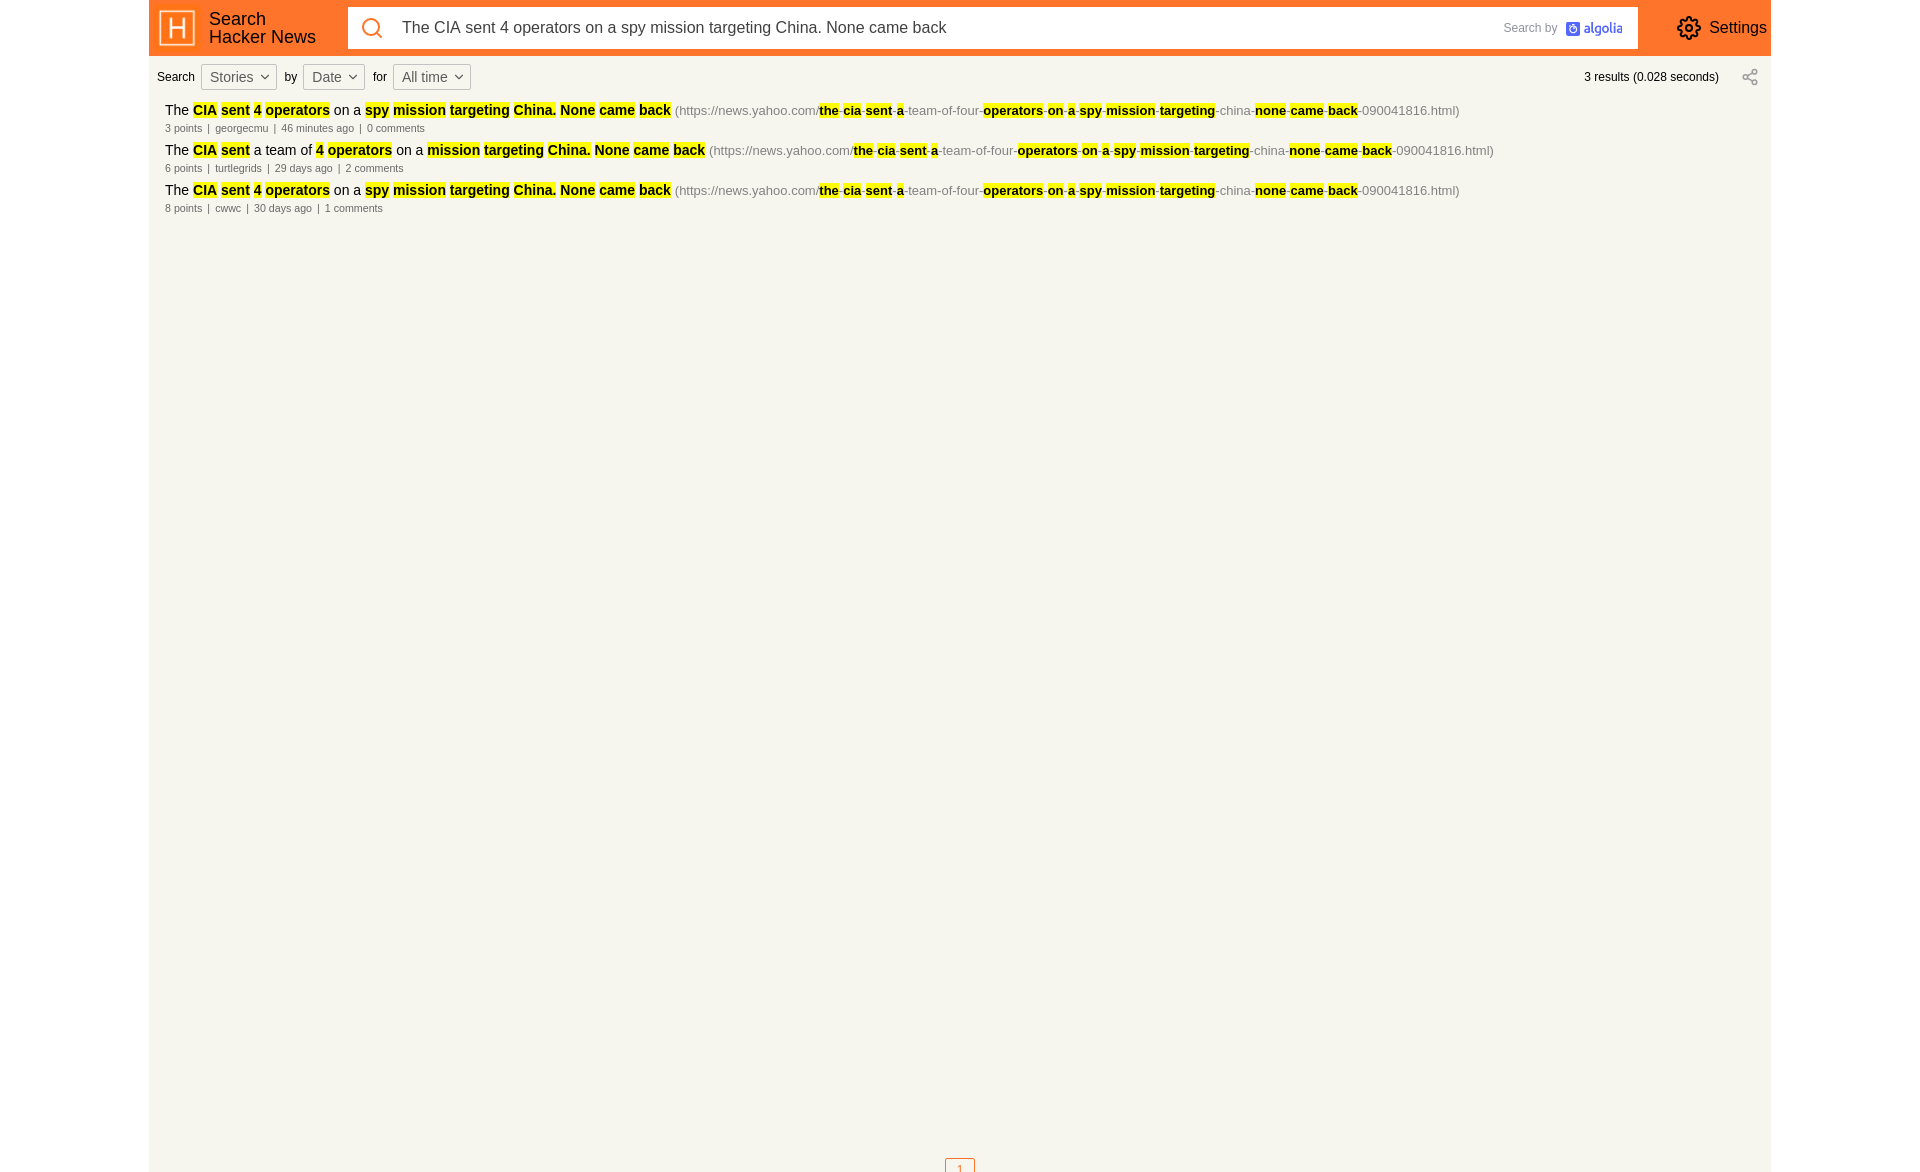 Search
Hacker News
The CIA sent 4 operators on a spy mission targeting China. None came back
Search by algolia
Settings
Search Stories by Date for All time
3 results (0.028 seconds)
The CIA sent 4 operators on a spy mission targeting China. None came back (https://news.yahoo.com/the-cia-sent-a-team-of-four-operators-on-a-spy-mission-targeting-china-none-came-back-090041816.html)
3 points | georgecmu | 46 minutes ago | 0 comments
The CIA sent a team of 4 operators on a mission targeting China. None came back (https://news.yahoo.com/the-cia-sent-a-team-of-four-operators-on-a-spy-mission-targeting-china-none-came-back-090041816.html)
6 points | turtlegrids | 29 days ago | 2 comments
The CIA sent 4 operators on a spy mission targeting China. None came back (https://news.yahoo.com/the-cia-sent-a-team-of-four-operators-on-a-spy-mission-targeting-china-none-came-back-090041816.html)
8 points | cwwc | 30 days ago | 1 comments
1